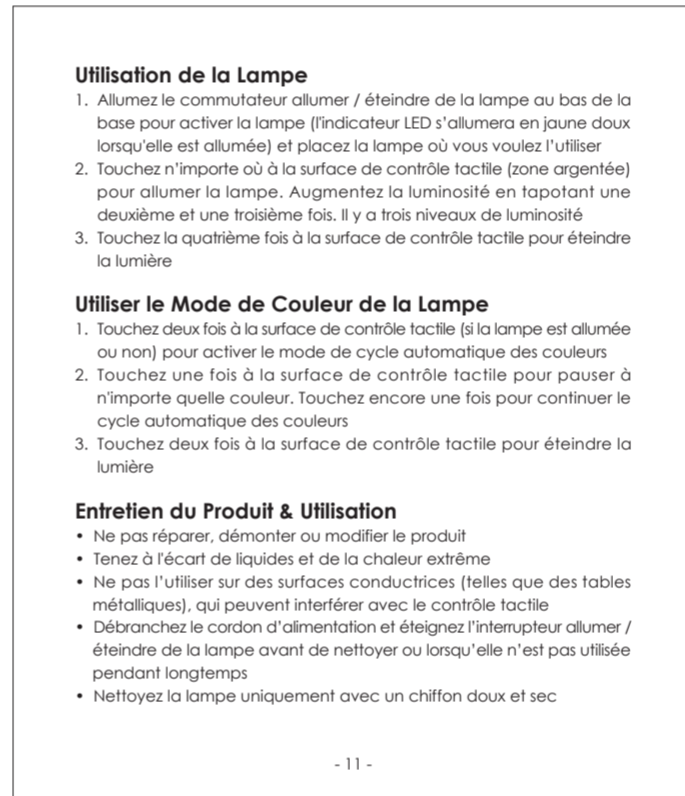 Utilisation de la Lampe
1. Allumez le commutateur allumer / éteindre de la lampe au bas de la
base pour activer la lampe (l'indicateur LED s’allumera en jaune doux
lorsqu'elle est allumée) et placez la lampe où vous voulez l’utiliser
2. Touchez n’importe où à la surface de contrôle tactile (zone argentée)
pour allumer la lampe. Augmentez la luminosité en tapotant une
deuxième et une troisième fois. Il y a trois niveaux de luminosité
3. Touchez la quatrième fois à la surface de contrôle tactile pour éteindre
la lumière
Utiliser le Mode de Couleur de la Lampe
1. Touchez deux fois à la surface de contrôle tactile (si la lampe est allumée
ou non) pour activer le mode de cycle automatique des couleurs
2. Touchez une fois à la surface de contrôle tactile pour pauser à
n'importe quelle couleur. Touchez encore une fois pour continuer le
cycle automatique des couleurs
3. Touchez deux fois à la surface de contrôle tactile pour éteindre la
lumière
Entretien du Produit & Utilisation
• Ne pas réparer, démonter ou modifier le produit
• Tenez à l'écart de liquides et de la chaleur extrême
• Ne pas l’utiliser sur des surfaces conductrices (telles que des tables
métalliques), qui peuvent interférer avec le contrôle tactile
• Débranchez le cordon d’alimentation et éteignez l’interrupteur allumer /
éteindre de la lampe avant de nettoyer ou lorsqu’elle n’est pas utilisée
pendant longtemps
• Nettoyez la lampe uniquement avec un chiffon doux et sec
- 11 -